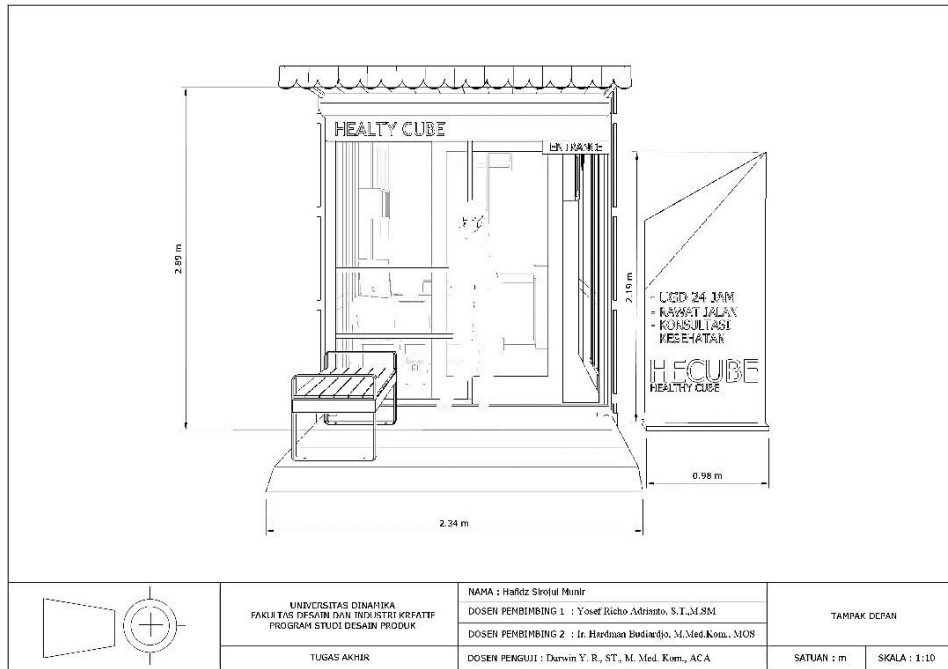 HEALTY CUBE
ENTRANCE
2.89 m
2.19 m
- UGD 24 JAM
- RAWAT JALAN
- KONSULTASI
KESEHATAN
HECUBE
HEALTHY CUBE
0.98 m
2.34 m
UNIVERSITAS DINAMIKA
FAKULTAS DESAIN DAN INDUSTRI KREATIF
PROGRAM STUDI DESAIN PRODUK
TUGAS AKHIR
NAMA : Hafidz Sirojul Munir
DOSEN PEMBIMBING 1 : Yosef Richo Adrianto, S.T.,M.SM
DOSEN PEMBIMBING 2 : Ir. Hardman Budiardjo, M.Med.Kom., MOS
DOSEN PENGUJI : Darwin Y. R., ST., M. Med. Kom., ACA
TAMPAK DEPAN
SATUAN : m
SKALA : 1:10